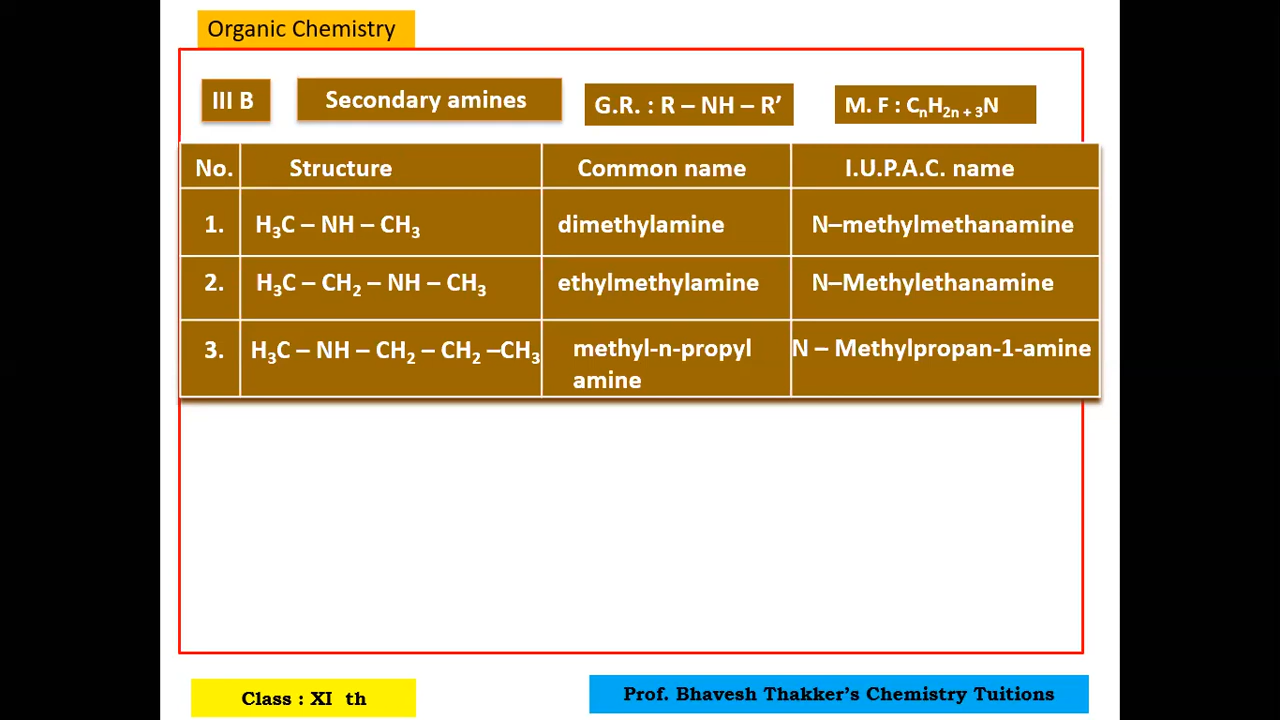 Organic Chemistry
III B Secondary amines G.R. : R – NH – R’ M. F : CₙH₂ₙ ₊ ₃N
No. Structure Common name I.U.P.A.C. name
1. H₃C – NH – CH₃ dimethylamine N–methylmethanamine
2. H₃C – CH₂ – NH – CH₃ ethylmethylamine N–Methylethanamine
3. H₃C – NH – CH₂ – CH₂ –CH₃ methyl-n-propyl N – Methylpropan-1-amine
amine
Class : XI th Prof. Bhavesh Thakker’s Chemistry Tuitions